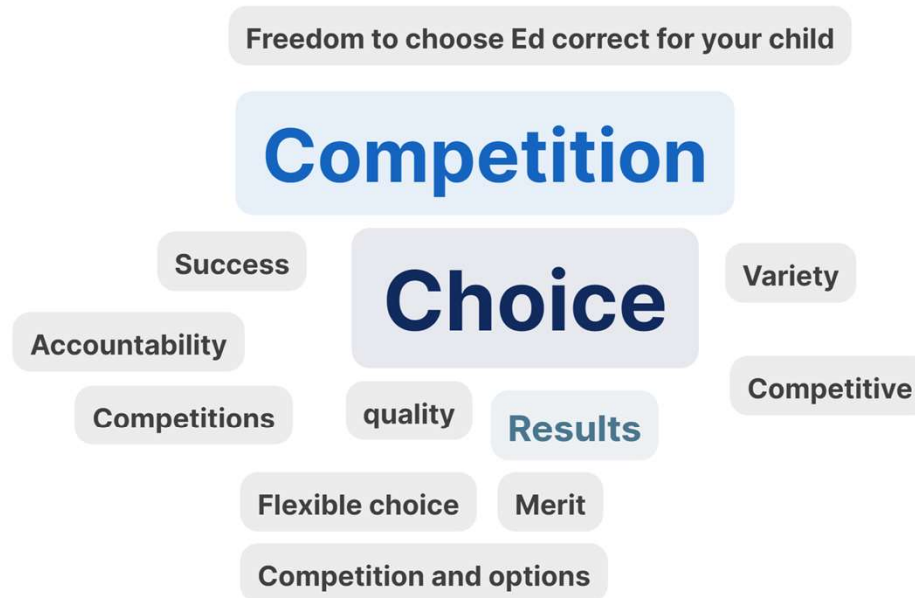 Freedom to choose Ed correct for your child
Competition
Success
Choice
Variety
Accountability
Competitive
Competitions
quality
Results
Flexible choice
Merit
Competition and options